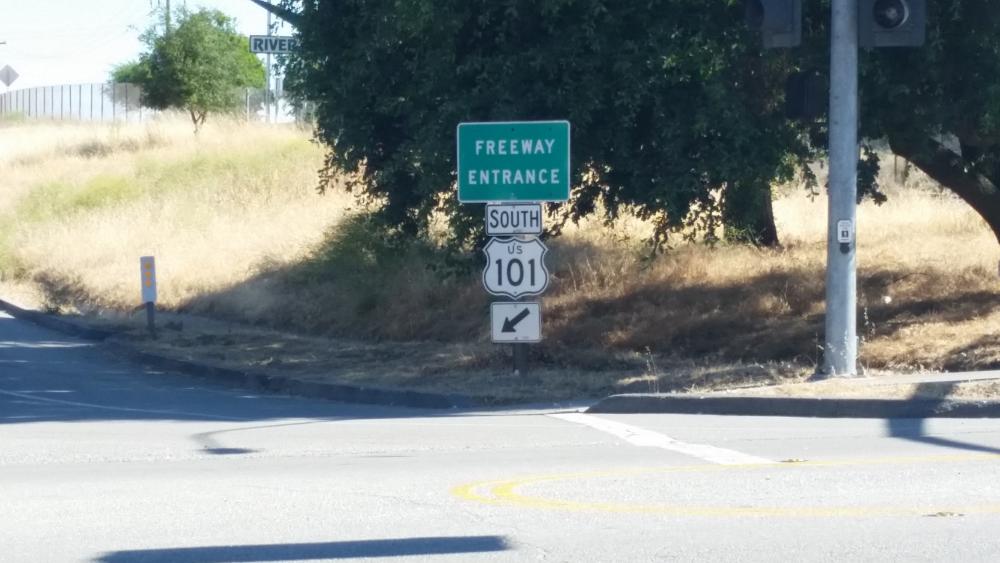 RIVER
FREEWAY
ENTRANCE
SOUTH
US
101